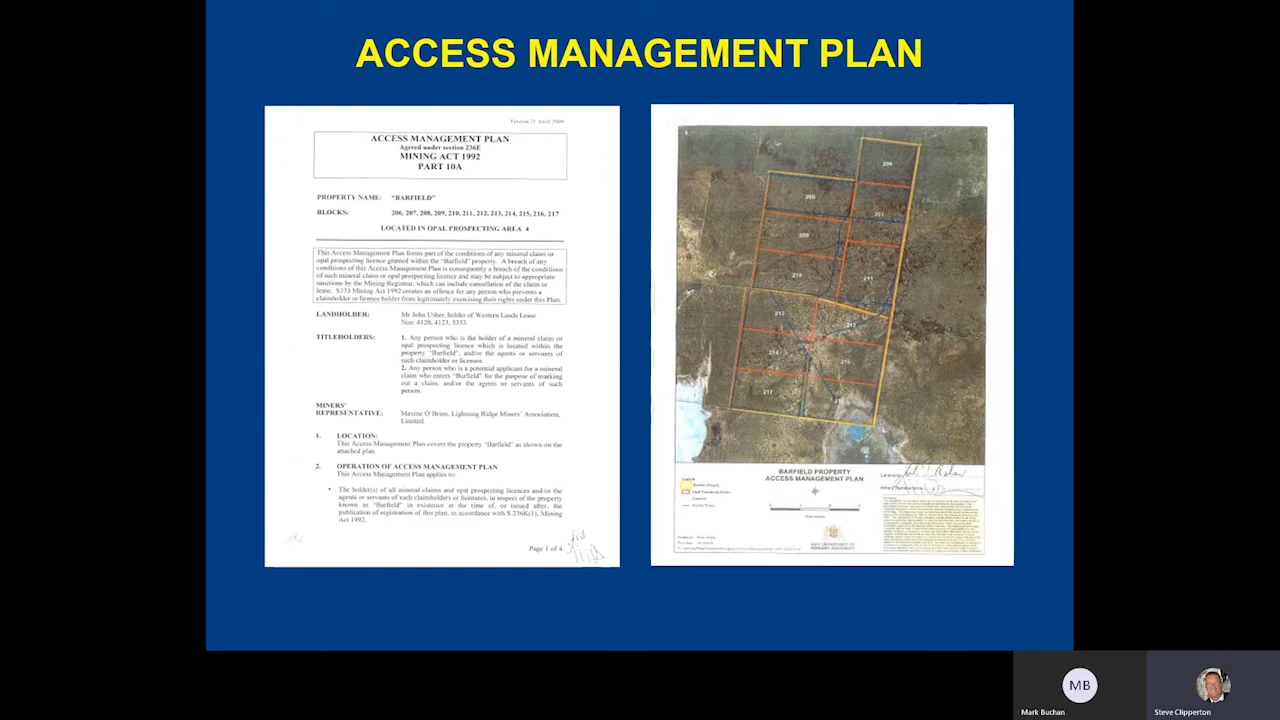 ACCESS MANAGEMENT PLAN
ACCESS MANAGEMENT PLAN
Agreed under section 236E
MINING ACT 1992
PART 10A
PROPERTY NAME: "BARFIELD"
BLOCKS: 206, 207, 208, 209, 210, 211, 212, 213, 214, 215, 216, 217
LOCATED IN OPAL PROSPECTING AREA 4
This Access Management Plan forms part of the conditions of any mineral claim or
opal prospecting licence granted within the "Barfield" property. A breach of any
conditions of this Access Management Plan is consequently a breach of the conditions
of such mineral claim or opal prospecting licence and may be subject to appropriate
sanctions by the Mining Registrar, which can include cancellation of the claim or
lease. S373 Mining Act 1992 creates an offence for any person who prevents a
claimholder or licence holder from legitimately exercising their rights under this Plan.
LANDHOLDER: Mr John Usher, holder of Western Lands Lease
Nos: 4120, 4123, 5353.
TITLEHOLDERS: 1. Any person who is the holder of a mineral claim or
opal prospecting licence which is located within the
property "Barfield", and/or the agents or servants of
such claimholder or licensee.
2. Any person who is a potential applicant for a mineral
claim who enters "Barfield" for the purpose of marking
out a claim, and/or the agents or servants of such
person.
MINERS'
REPRESENTATIVE: Maxine O'Brien, Lightning Ridge Miners' Association,
Limited.
1. LOCATION:
This Access Management Plan covers the property "Barfield" as shown on the
attached plan.
2. OPERATION OF ACCESS MANAGEMENT PLAN
This Access Management Plan applies to:
• The holder(s) of all mineral claims and opal prospecting licences and/or the
agents or servants of such claimholders or licensees, in respect of the property
known as "Barfield" in existence at the time of, or issued after, the
publication of registration of this plan, in accordance with S.236K(1), Mining
Act 1992.
Page 1 of 4
206
208
207
209
210
211
213
212
214
215
217
BARFIELD PROPERTY
ACCESS MANAGEMENT PLAN
MB
Mark Buchan
Steve Clipperton